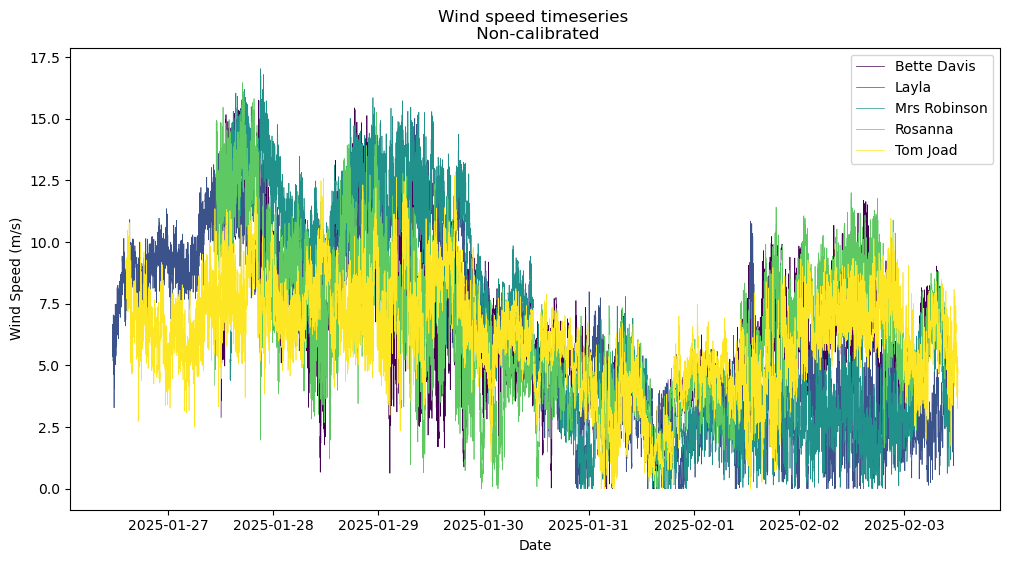 Wind speed timeseries
Non-calibrated
17.5
15.0
12.5
10.0
7.5
5.0
2.5
0.0
Wind Speed (m/s)
Bette Davis
Layla
Mrs Robinson
Rosanna
Tom Joad
2025-01-27
2025-01-28
2025-01-29
2025-01-30
2025-01-31
2025-02-01
2025-02-02
2025-02-03
Date